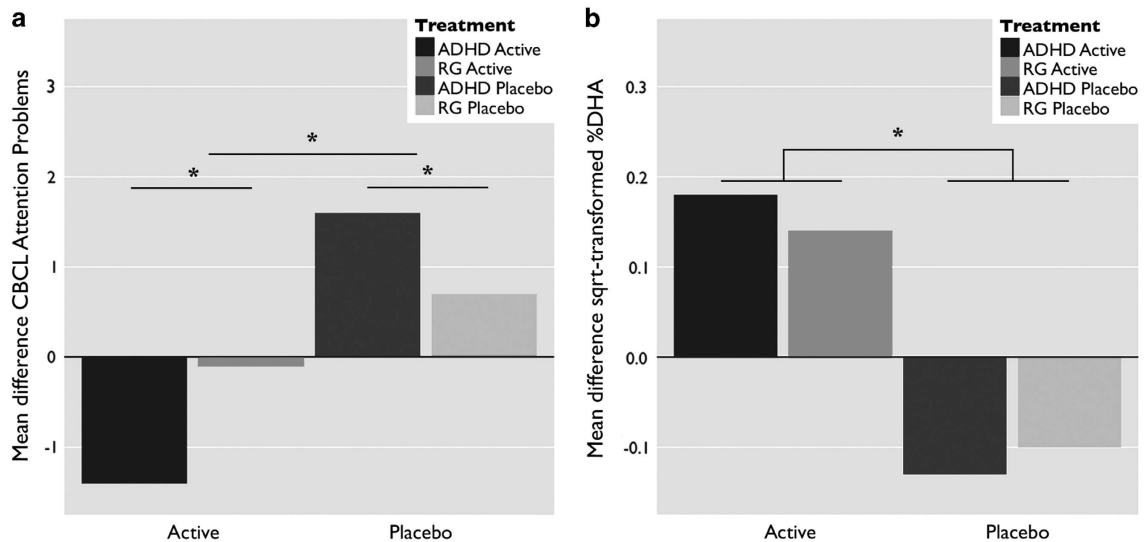 a
Treatment
ADHD Active
RG Active
ADHD Placebo
RG Placebo
Mean difference CBCL Attention Problems
3
2
1
0
-1
*
*
*
Active
Placebo
b
Treatment
ADHD Active
RG Active
ADHD Placebo
RG Placebo
Mean difference sqrt-transformed %DHA
0.3
0.2
0.1
0.0
-0.1
*
Active
Placebo